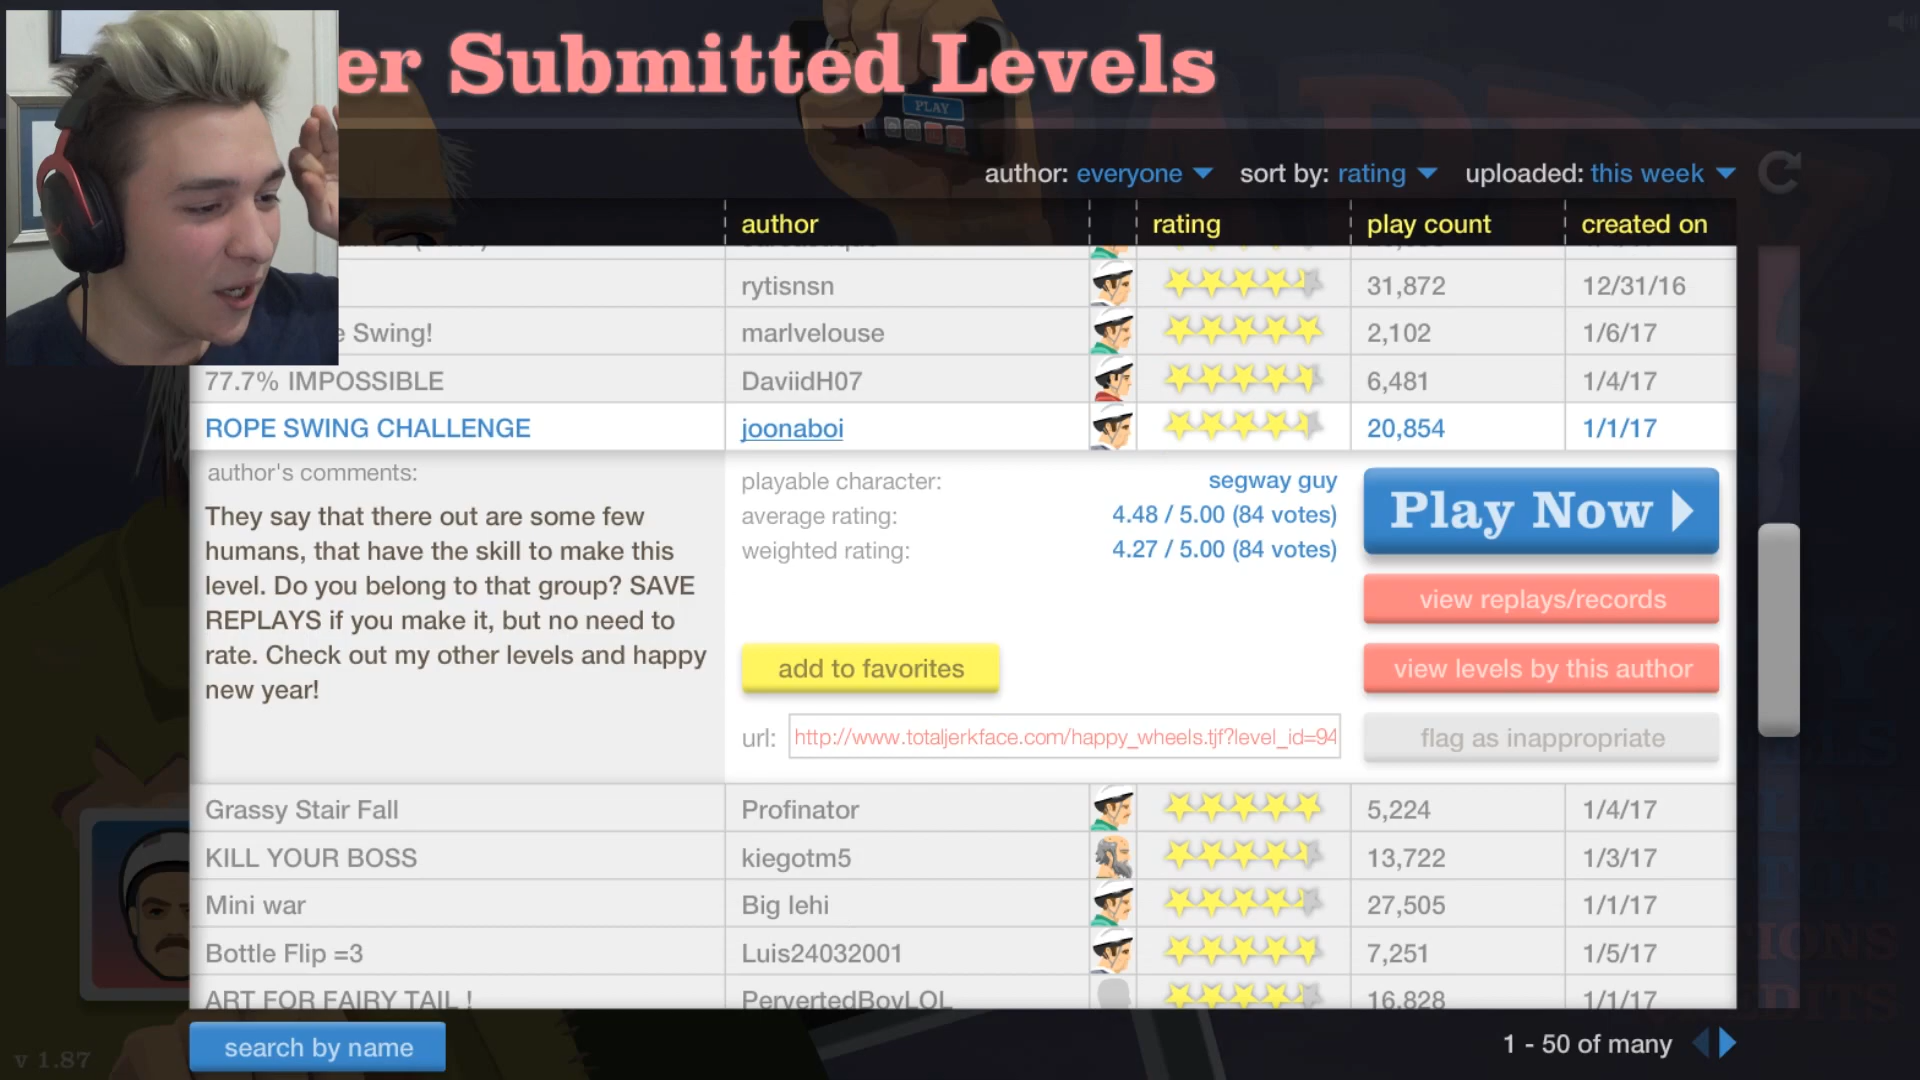 er Submitted Levels
PLAY
author: everyone sort by: rating uploaded: this week
author rating play count created on
rytisnsn 31,872 12/31/16
e Swing! marlvelouse 2,102 1/6/17
77.7% IMPOSSIBLE DaviidH07 6,481 1/4/17
ROPE SWING CHALLENGE joonaboi 20,854 1/1/17
author's comments:
They say that there out are some few
humans, that have the skill to make this
level. Do you belong to that group? SAVE
REPLAYS if you make it, but no need to
rate. Check out my other levels and happy
new year!
playable character: segway guy
average rating: 4.48 / 5.00 (84 votes)
weighted rating: 4.27 / 5.00 (84 votes)
add to favorites
url: http://www.totaljerkface.com/happy_wheels.tjf?level_id=94
Play Now
view replays/records
view levels by this author
flag as inappropriate
Grassy Stair Fall Profinator 5,224 1/4/17
KILL YOUR BOSS kiegotm5 13,722 1/3/17
Mini war Big lehi 27,505 1/1/17
Bottle Flip =3 Luis24032001 7,251 1/5/17
ART FOR FAIRY TAIL ! PervertedBoyLOL 16,828 1/1/17
search by name
1 - 50 of many
v 1.87